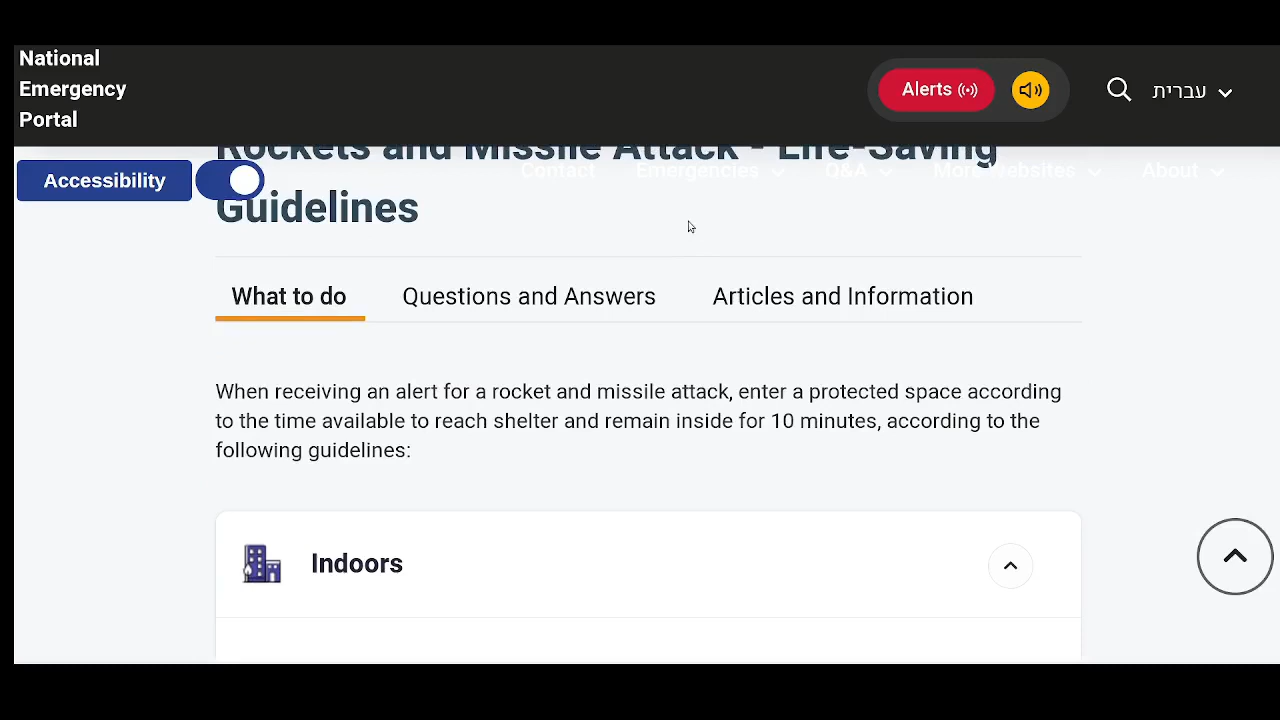 National
Emergency
Portal
Alerts
עברית
Rockets and Missile Attack - Life-Saving
Contact Emergencies Q&A More Websites About
Accessibility
Guidelines
What to do Questions and Answers Articles and Information
When receiving an alert for a rocket and missile attack, enter a protected space according
to the time available to reach shelter and remain inside for 10 minutes, according to the
following guidelines:
Indoors